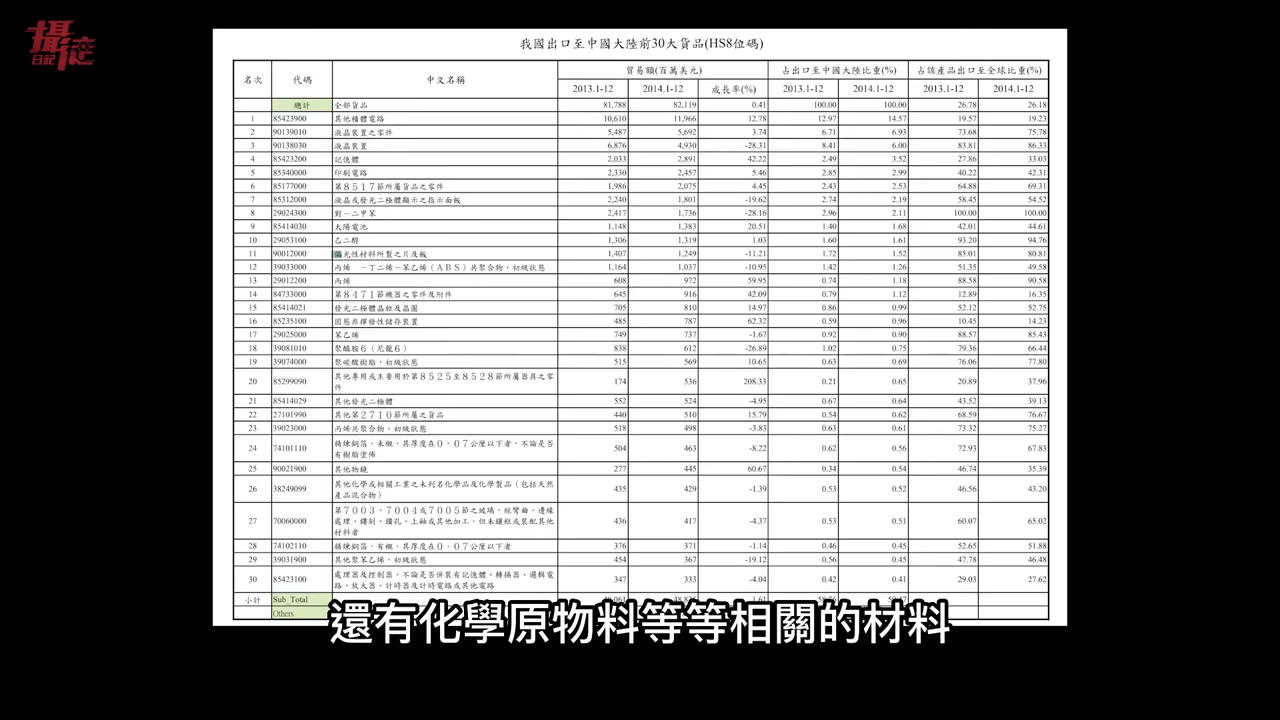 攝徒
日記
我國出口至中國大陸前30大貨品(HS8位碼)
名次 代碼 中文名稱 貿易額(百萬美元) 占出口至中國大陸比重(%) 占該產品出口至全球比重(%)
2013.1-12 2014.1-12 成長率(%) 2013.1-12 2014.1-12 2013.1-12 2014.1-12
總計 全部貨品 81,788 82,119 0.41 100.00 100.00 26.78 26.18
1 85423900 其他積體電路 10,610 11,966 12.78 12.97 14.57 19.57 19.23
2 90139010 液晶裝置之零件 5,487 5,692 3.74 6.71 6.93 73.68 75.78
3 90138030 液晶裝置 6,876 4,930 -28.31 8.41 6.00 83.81 86.33
4 85423200 記憶體 2,033 2,891 42.22 2.49 3.52 27.86 33.03
5 85340000 印刷電路 2,330 2,457 5.46 2.85 2.99 40.22 42.31
6 85177000 第８５１７節所屬貨品之零件 1,986 2,075 4.45 2.43 2.53 64.88 69.31
7 85312000 液晶或發光二極體顯示之指示面板 2,240 1,801 -19.62 2.74 2.19 58.45 54.52
8 29024300 對－二甲苯 2,417 1,736 -28.16 2.96 2.11 100.00 100.00
9 85414030 太陽電池 1,148 1,383 20.51 1.40 1.68 42.01 44.61
10 29053100 乙二醇 1,306 1,319 1.03 1.60 1.61 93.20 94.76
11 90012000 偏光性材料所製之片及板 1,407 1,249 -11.21 1.72 1.52 85.01 80.81
12 39033000 丙烯 －丁二烯－苯乙烯（ＡＢＳ）共聚合物，初級狀態 1,164 1,037 -10.95 1.42 1.26 51.35 49.58
13 29012200 丙烯 608 972 59.95 0.74 1.18 88.58 90.58
14 84733000 第８４７１節機器之零件及附件 645 916 42.09 0.79 1.12 12.89 16.35
15 85414021 發光二極體晶粒及晶圓 705 810 14.97 0.86 0.99 52.12 52.75
16 85235100 固態非揮發性儲存裝置 485 787 62.32 0.59 0.96 10.45 14.23
17 29025000 苯乙烯 749 737 -1.67 0.92 0.90 88.57 85.43
18 39081010 聚醯胺６（尼龍６） 838 612 -26.89 1.02 0.75 79.36 66.44
19 39074000 聚碳酸樹脂，初級狀態 515 569 10.65 0.63 0.69 76.06 77.80
20 85299090 其他專用或主要用於第８５２５至８５２８節所屬器具之零件 174 536 208.33 0.21 0.65 20.89 37.96
21 85414029 其他發光二極體 552 524 -4.95 0.67 0.64 43.52 39.13
22 27101990 其他第２７１０節所屬之貨品 440 510 15.79 0.54 0.62 68.59 76.67
23 39023000 丙烯共聚合物，初級狀態 518 498 -3.83 0.63 0.61 73.32 75.27
24 74101110 精煉銅箔，未襯，其厚度在０．０７公厘以下者，不論是否有樹脂塗佈 504 463 -8.22 0.62 0.56 72.93 67.83
25 90021900 其他物鏡 277 445 60.67 0.34 0.54 46.74 35.39
26 38249099 其他化學或相關工業之未列名化學品及化學製品（包括天然產品混合物） 435 429 -1.39 0.53 0.52 46.56 43.20
27 70060000 第７００３、７００４或７００５節之玻璃，經彎曲、邊緣處理、鏤刻、鑽孔、上釉或其他加工，但未鑲框或裝配其他材料者 436 417 -4.37 0.53 0.51 60.07 65.02
28 74102110 精煉銅箔，有襯，其厚度在０．０７公厘以下者 376 371 -1.14 0.46 0.45 52.65 51.88
29 39031900 其他聚苯乙烯，初級狀態 454 367 -19.12 0.56 0.45 47.78 46.48
30 85423100 處理器及控制器，不論是否併裝有記憶體、轉換器、邏輯電路、放大器、計時器及計時電路或其他電路 347 333 -4.04 0.42 0.41 29.03 27.62
小計 Sub_Total
Others
還有化學原物料等等相關的材料